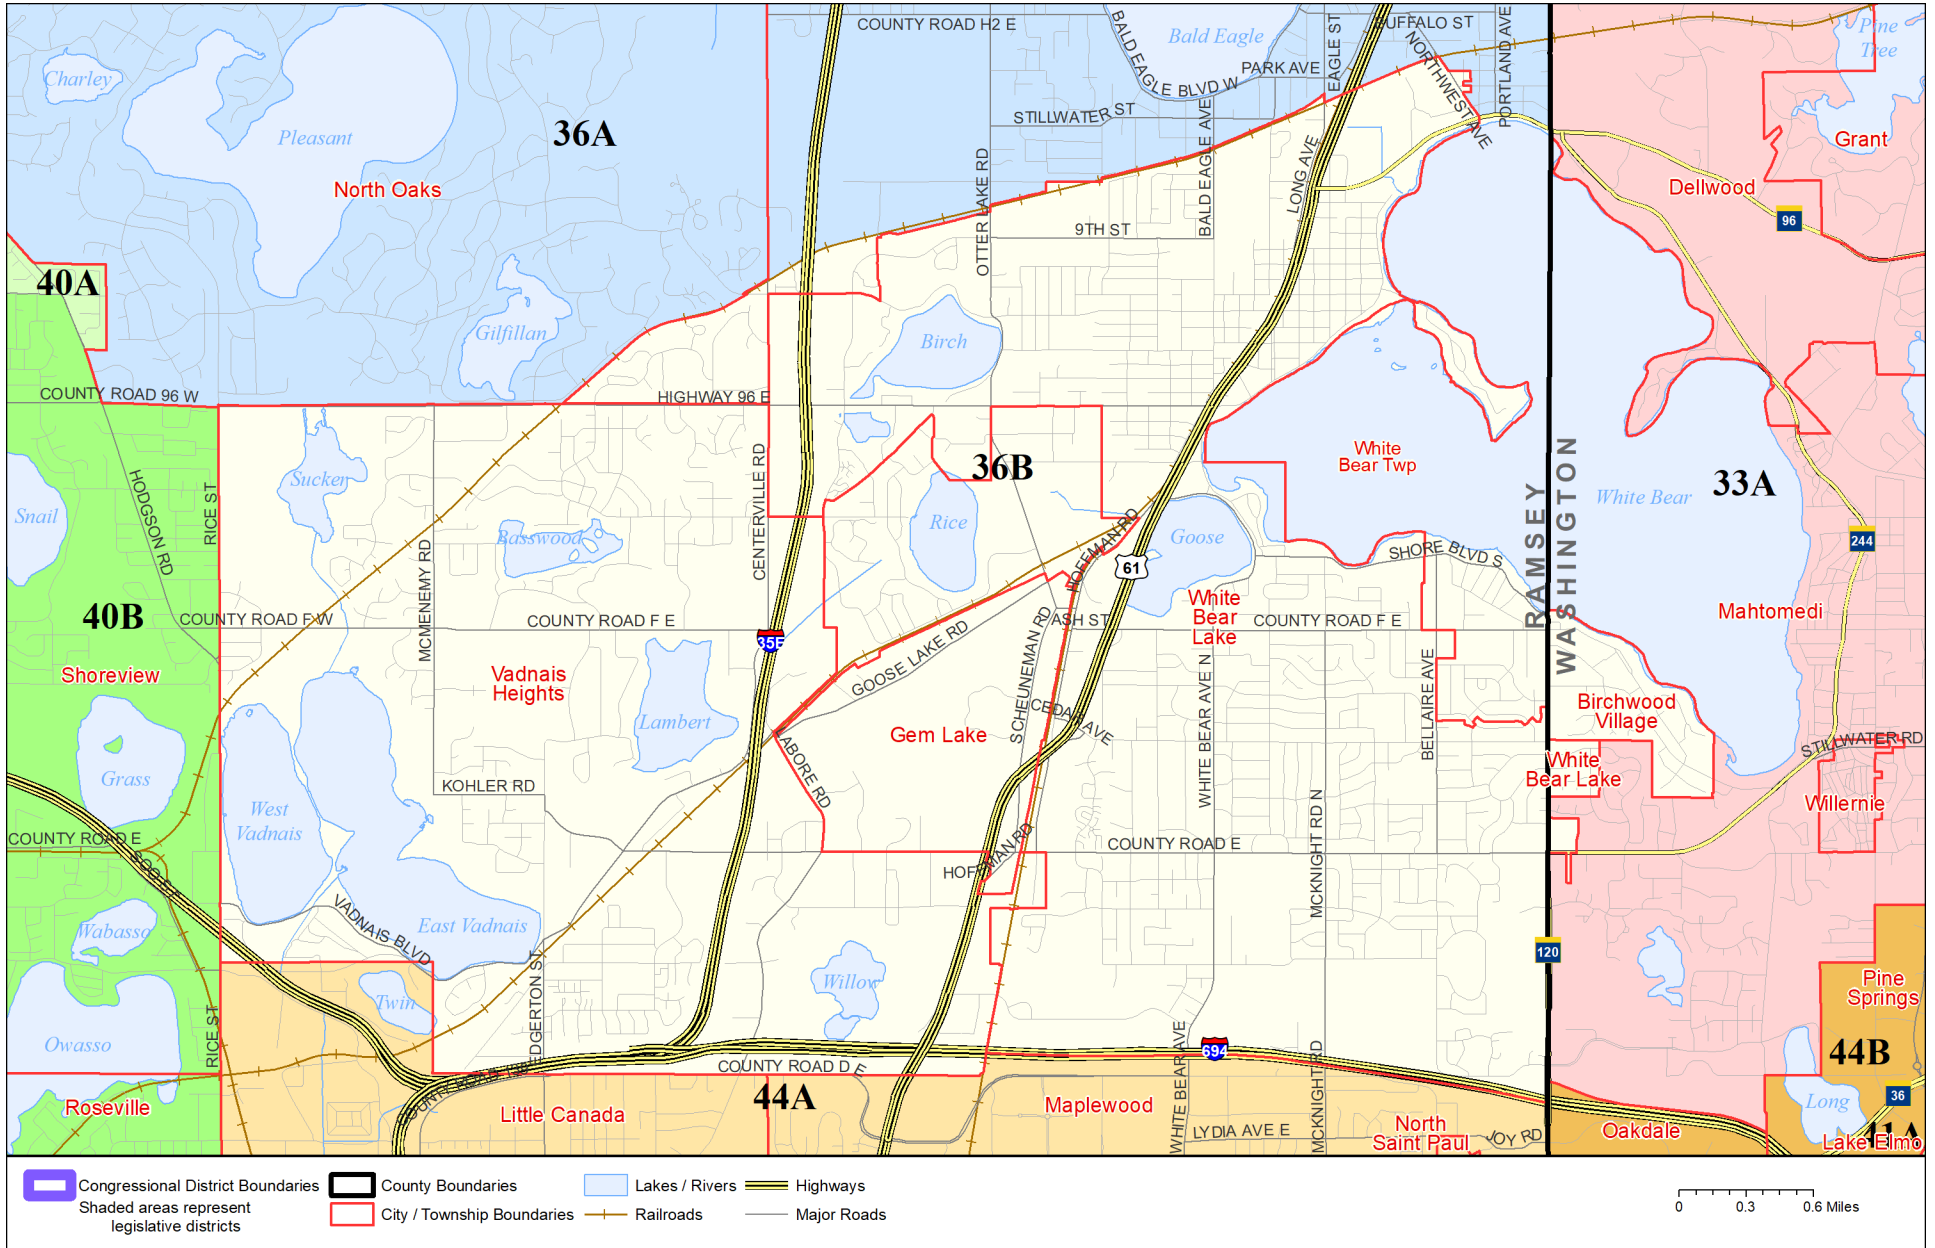 COUNTY ROAD H2 E
BALD EAGLE BLVD W
Bald Eagle
EAGLE ST
BUFFALO ST
PORTLAND AVE
Pine
Tree
Charley
Pleasant
36A
North Oaks
PARK AVE
NORTHWEST AVE
STILLWATER ST
BALD EAGLE AVE
LONG AVE
OTTER LAKE RD
9TH ST
Grant
Dellwood
96
40A
Gilfillan
Birch
COUNTY ROAD 96 W
HIGHWAY 96 E
HODGSON RD
RICE ST
Sucker
Snail
MCMENEMY RD
Basswood
CENTERVILLE RD
36B
Rice
HOFFMAN RD
61
Goose
White
Bear Twp
SHORE BLVD S
RAMSEY
WASHINGTON
White Bear
33A
244
40B
Shoreview
COUNTY ROAD F W
COUNTY ROAD F E
35E
Vadnais
Heights
Lambert
GOOSE LAKE RD
SCHEUNEMAN RD
ASH ST
White
Bear
Lake
COUNTY ROAD F E
Mahtomedi
Gem Lake
CEDAR AVE
LABORE RD
WHITE BEAR AVE N
BELLAIRE AVE
Birchwood
Village
STILLWATER RD
White
Bear Lake
Willernie
Grass
West
Vadnais
KOHLER RD
COUNTY ROAD E
COUNTY ROAD E
HOFFMAN RD
MCKNIGHT RD N
VADNAIS BLVD
East Vadnais
Wabasso
Owasso
Twin
EDGERTON ST
Willow
120
Pine
Springs
RICE ST
WHITE BEAR AVE
694
MCKNIGHT RD
COUNTY ROAD D E
44A
44B
36
Long
Roseville
Little Canada
Maplewood
LYDIA AVE E
North
Saint Paul
JOY RD
Oakdale
41A
Lake Elmo
Congressional District Boundaries
Shaded areas represent
legislative districts
County Boundaries
City / Township Boundaries
Lakes / Rivers
Railroads
Highways
Major Roads
0 0.3 0.6 Miles